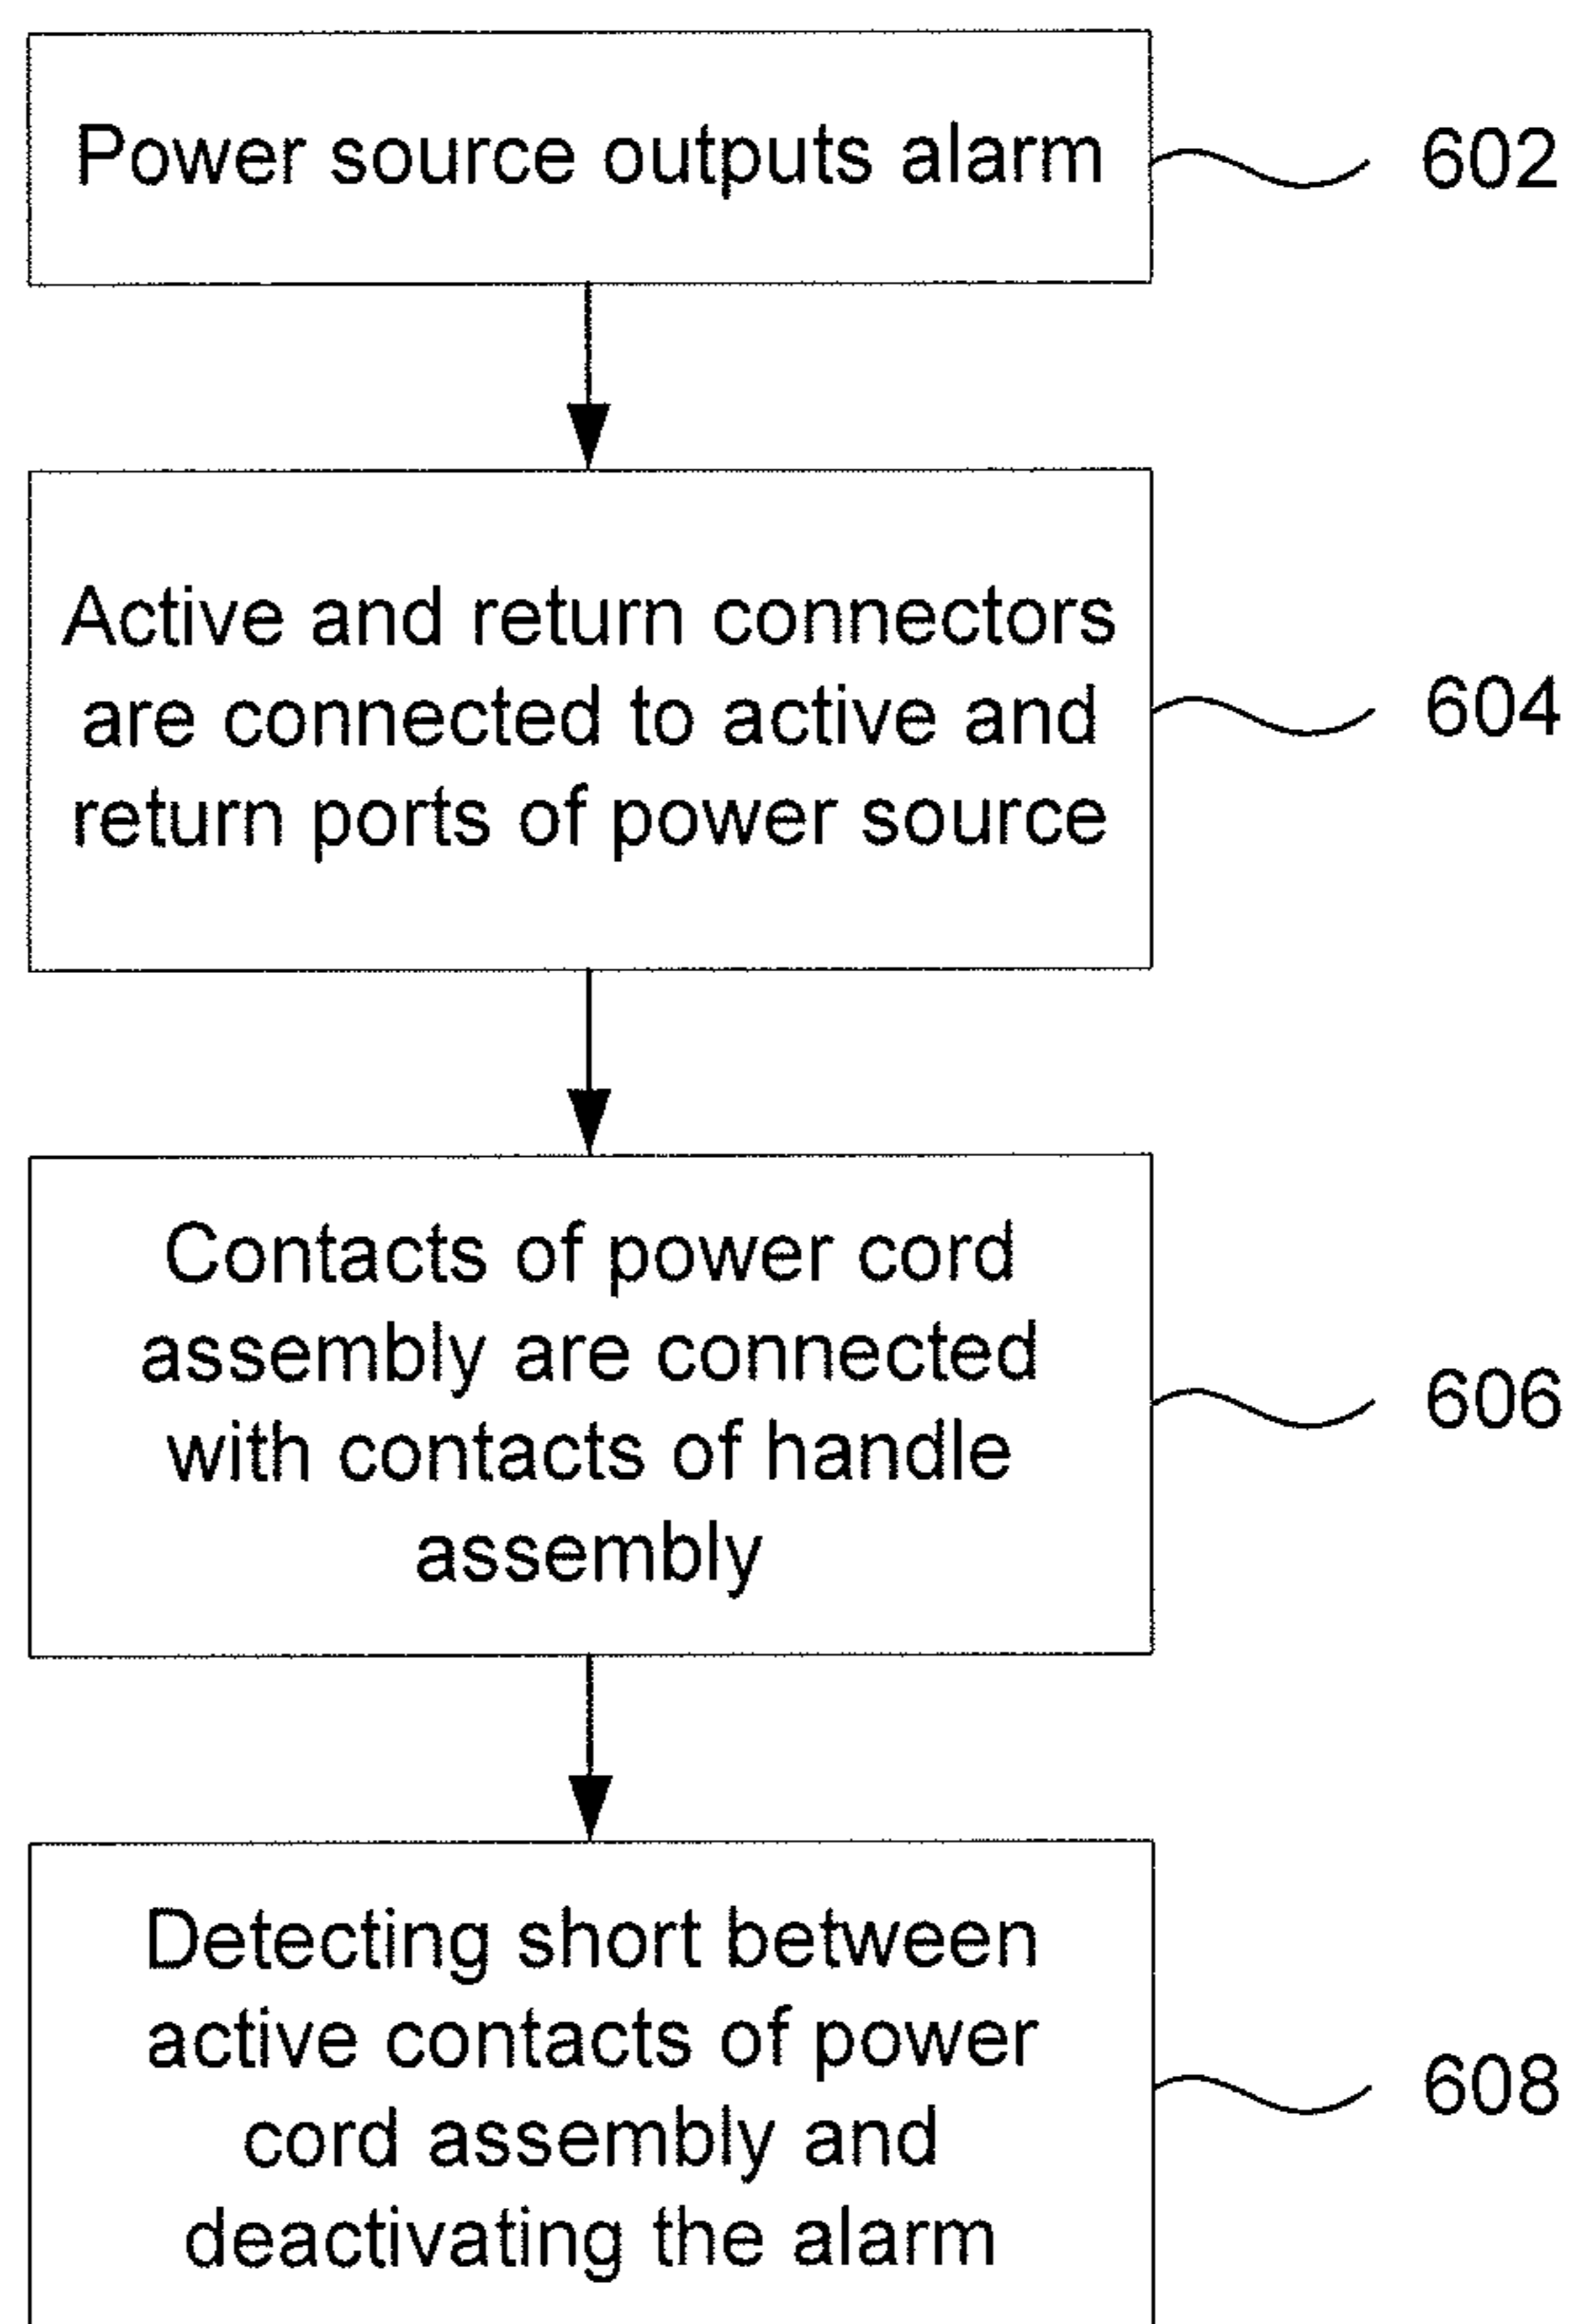 Power source outputs alarm
602
Active and return connectors
are connected to active and
return ports of power source
604
Contacts of power cord
assembly are connected
with contacts of handle
assembly
606
Detecting short between
active contacts of power
cord assembly and
deactivating the alarm
608